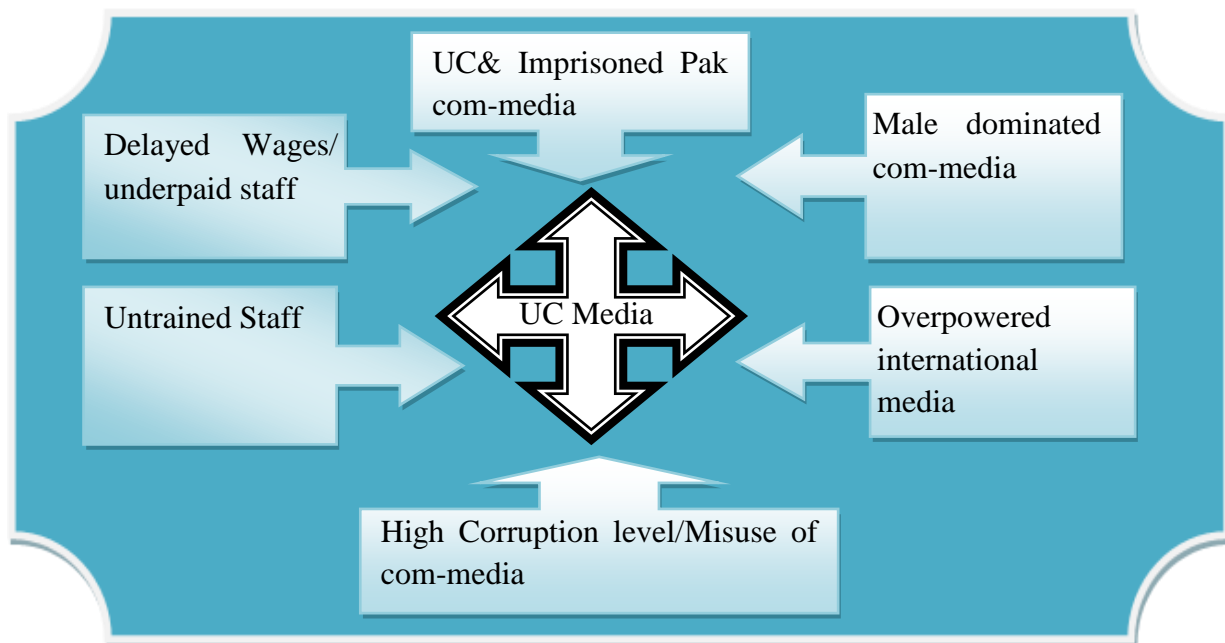 UC& Imprisoned Pak
com-media
Delayed Wages/
underpaid staff
Male dominated
com-media
Untrained Staff
UC Media
Overpowered
international
media
High Corruption level/Misuse of
com-media